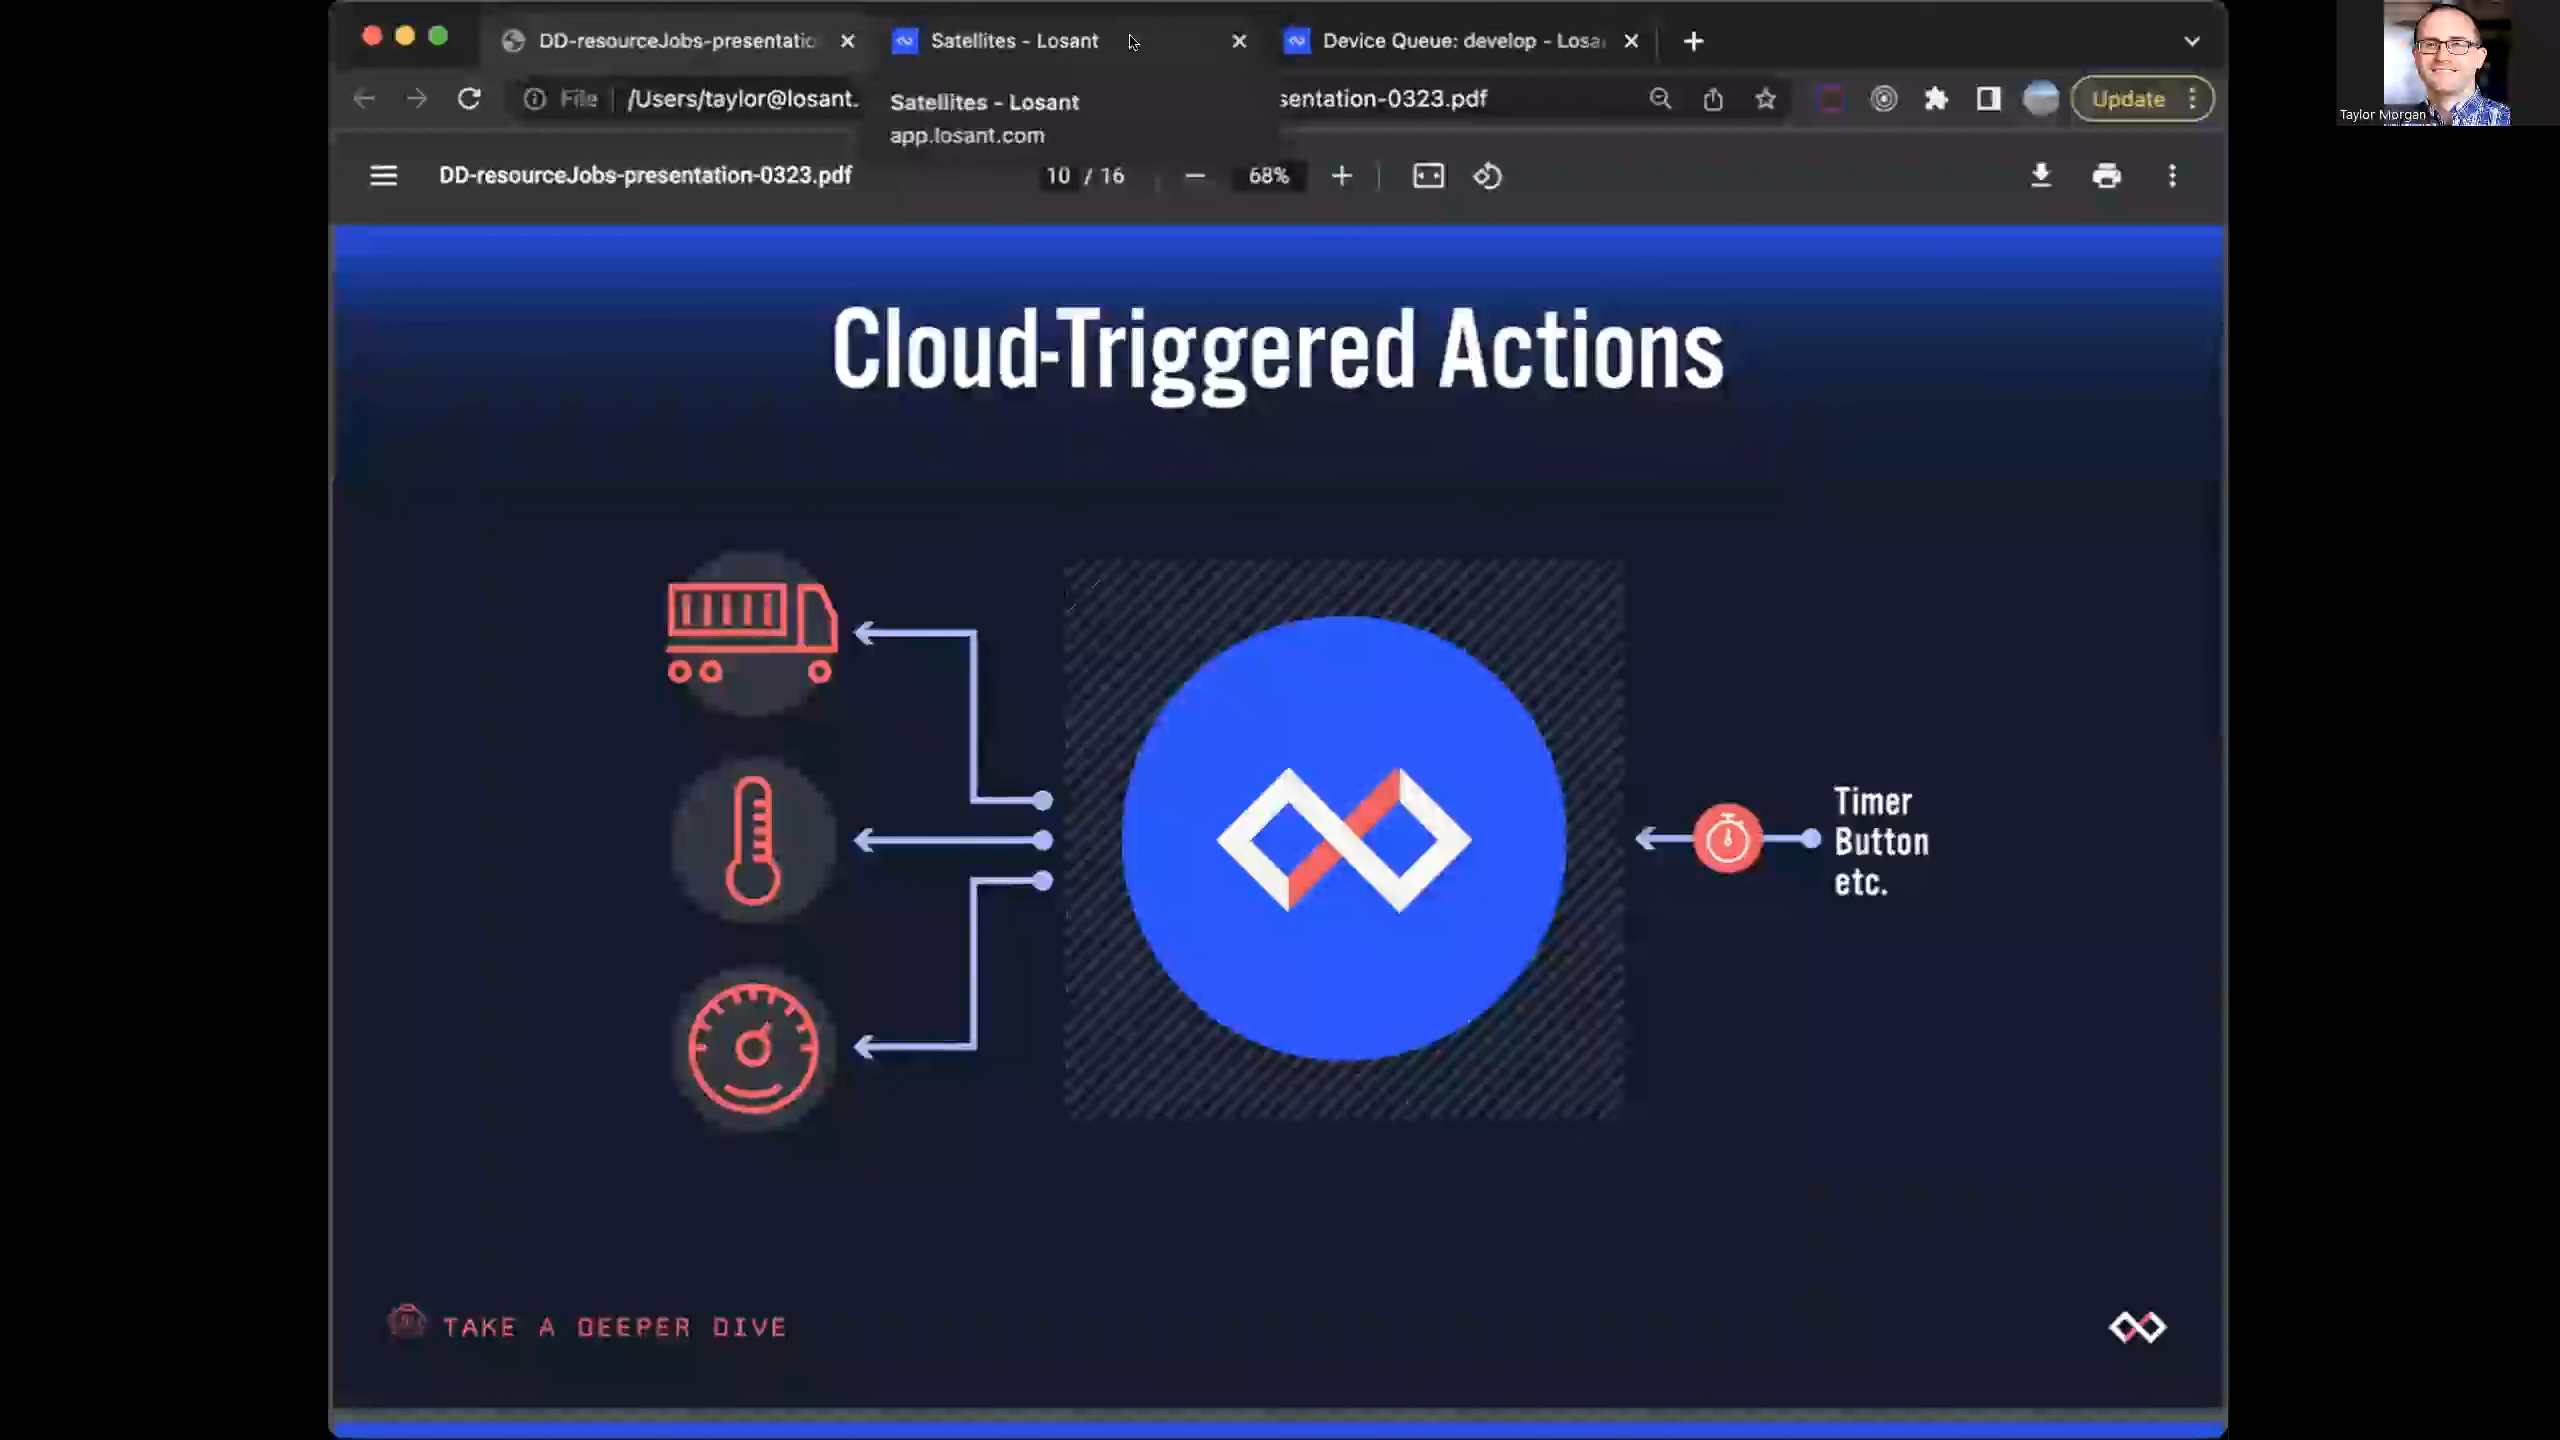 DD-resourceJobs-presentatio
Satellites - Losant
Device Queue: develop - Losa
File
/Users/taylor@losant.
Satellites - Losant
app.losant.com
sentation-0323.pdf
Update
Taylor Morgan
DD-resourceJobs-presentation-0323.pdf
10 / 16
68%
Cloud-Triggered Actions
Timer
Button
etc.
TAKE A DEEPER DIVE